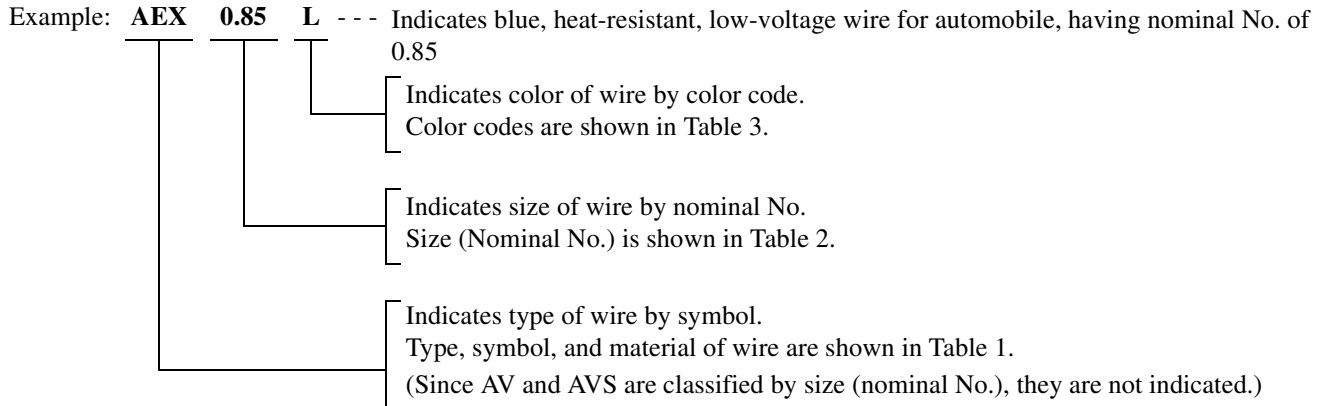 Example: AEX 0.85 L - - - Indicates blue, heat-resistant, low-voltage wire for automobile, having nominal No. of
0.85
Indicates color of wire by color code.
Color codes are shown in Table 3.
Indicates size of wire by nominal No.
Size (Nominal No.) is shown in Table 2.
Indicates type of wire by symbol.
Type, symbol, and material of wire are shown in Table 1.
(Since AV and AVS are classified by size (nominal No.), they are not indicated.)